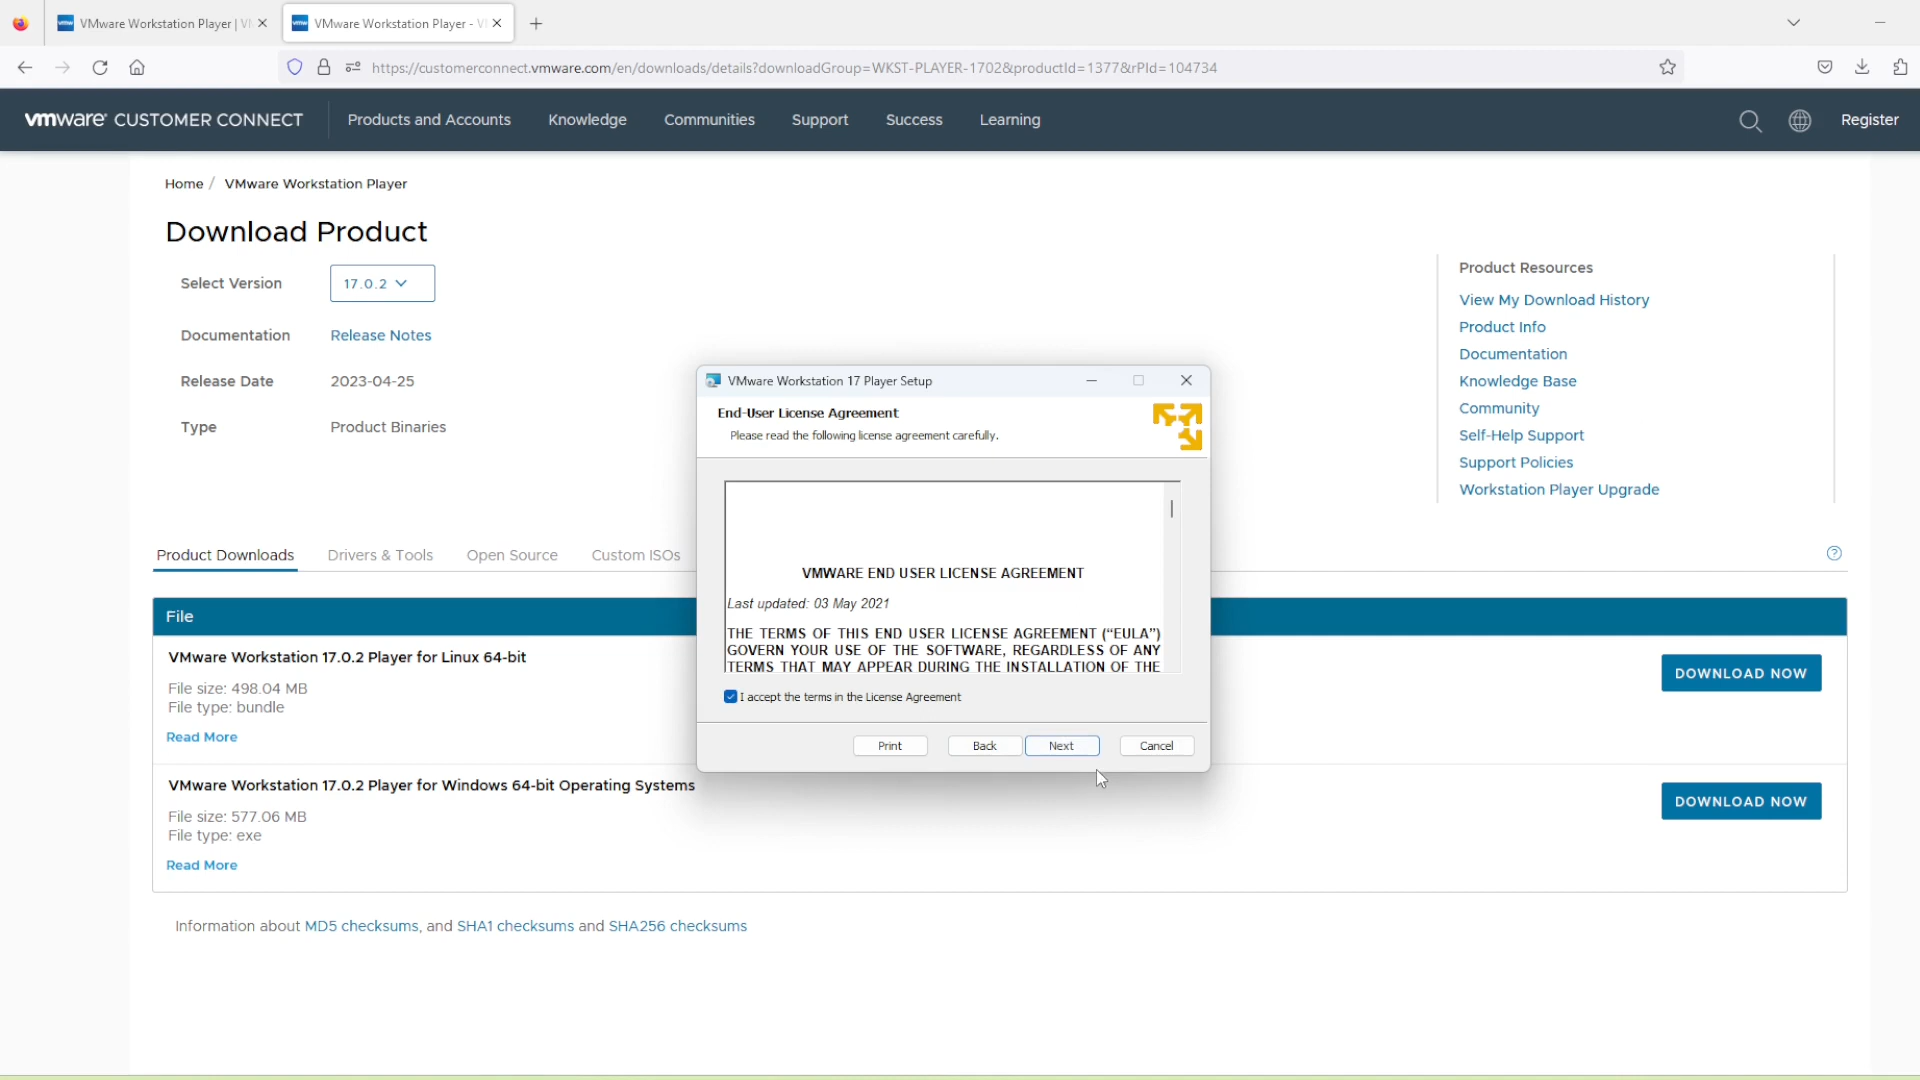 VMware Workstation Player | V
VMware Workstation Player - V
https://customerconnect.vmware.com/en/downloads/details?downloadGroup=WKST-PLAYER-1702&productId=1377&rPId=104734
vmware CUSTOMER CONNECT
Products and Accounts
Knowledge
Communities
Support
Success
Learning
Register
Home / VMware Workstation Player
Download Product
Select Version
17.0.2
Documentation
Release Notes
Release Date
2023-04-25
Type
Product Binaries
Product Resources
View My Download History
Product Info
Documentation
Knowledge Base
Community
Self-Help Support
Support Policies
Workstation Player Upgrade
VMware Workstation 17 Player Setup
End-User License Agreement
Please read the following license agreement carefully.
VMWARE END USER LICENSE AGREEMENT
Last updated: 03 May 2021
THE TERMS OF THIS END USER LICENSE AGREEMENT (“EULA”)
GOVERN YOUR USE OF THE SOFTWARE, REGARDLESS OF ANY
TERMS THAT MAY APPEAR DURING THE INSTALLATION OF THE
I accept the terms in the License Agreement
Print
Back
Next
Cancel
Product Downloads
Drivers & Tools
Open Source
Custom ISOs
File
VMware Workstation 17.0.2 Player for Linux 64-bit
File size: 498.04 MB
File type: bundle
Read More
DOWNLOAD NOW
VMware Workstation 17.0.2 Player for Windows 64-bit Operating Systems
File size: 577.06 MB
File type: exe
Read More
DOWNLOAD NOW
Information about MD5 checksums, and SHA1 checksums and SHA256 checksums